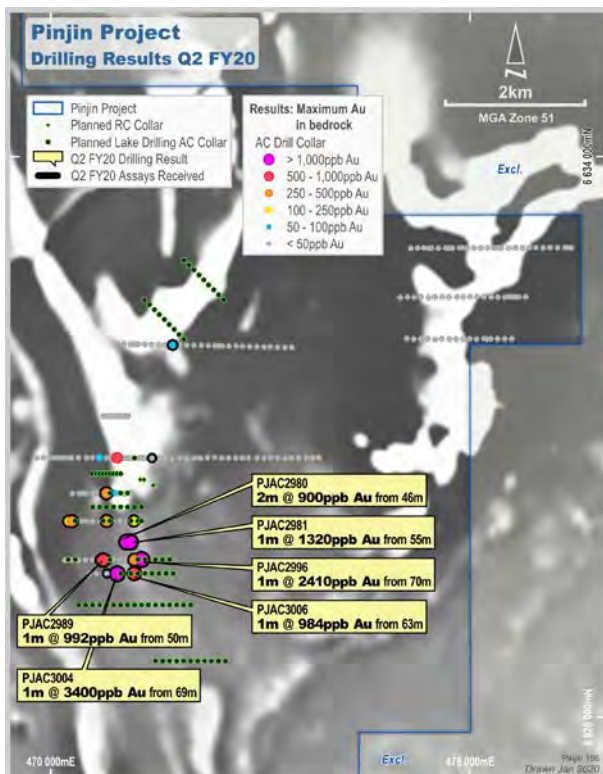 Pinjin Project
Drilling Results Q2 FY20
N
2km
MGA Zone 51
Pinjin Project
Planned RC Collar
Planned Lake Drilling AC Collar
Q2 FY20 Drilling Result
Q2 FY20 Assays Received
Results: Maximum Au
in bedrock
AC Drill Collar
> 1,000ppb Au
500 - 1,000ppb Au
250 - 500ppb Au
100 - 250ppb Au
50 - 100ppb Au
< 50ppb Au
Excl.
6 634 000mN
PJAC2980
2m @ 900ppb Au from 46m
PJAC2981
1m @ 1320ppb Au from 55m
PJAC2996
1m @ 2410ppb Au from 70m
PJAC2989
1m @ 992ppb Au from 50m
PJAC3006
1m @ 984ppb Au from 63m
PJAC3004
1m @ 3400ppb Au from 69m
470 000mE
Excl.
476 000mE
Drawn Jan 2020